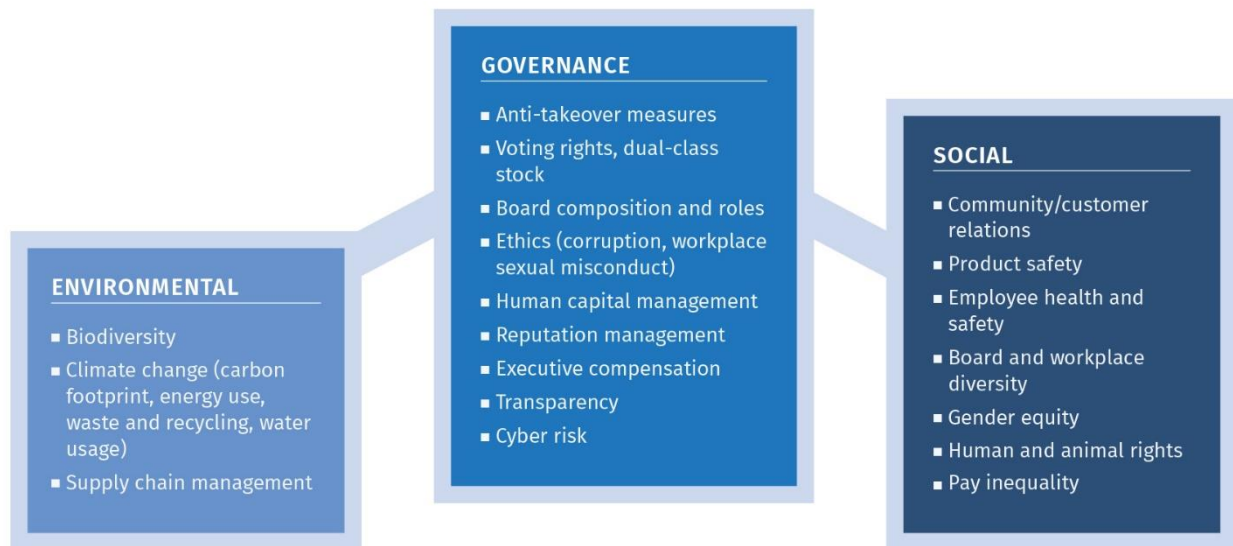 ENVIRONMENTAL
▪ Biodiversity
▪ Climate change (carbon
footprint, energy use,
waste and recycling, water
usage)
▪ Supply chain management
GOVERNANCE
▪ Anti-takeover measures
▪ Voting rights, dual-class
stock
▪ Board composition and roles
▪ Ethics (corruption, workplace
sexual misconduct)
▪ Human capital management
▪ Reputation management
▪ Executive compensation
▪ Transparency
▪ Cyber risk
SOCIAL
▪ Community/customer
relations
▪ Product safety
▪ Employee health and
safety
▪ Board and workplace
diversity
▪ Gender equity
▪ Human and animal rights
▪ Pay inequality